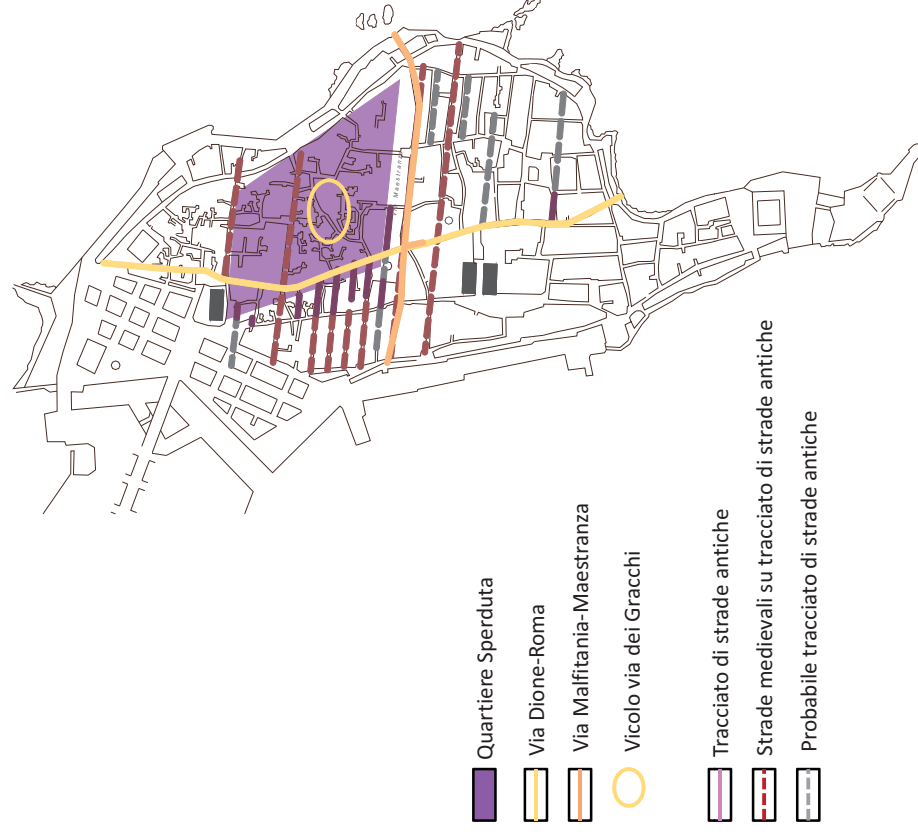 Maestranza
Quartiere Sperduta
Via Dione-Roma
Via Malfitania-Maestranza
Vicolo via dei Gracchi
Tracciato di strade antiche
Strade medievali su tracciato di strade antiche
Probabile tracciato di strade antiche